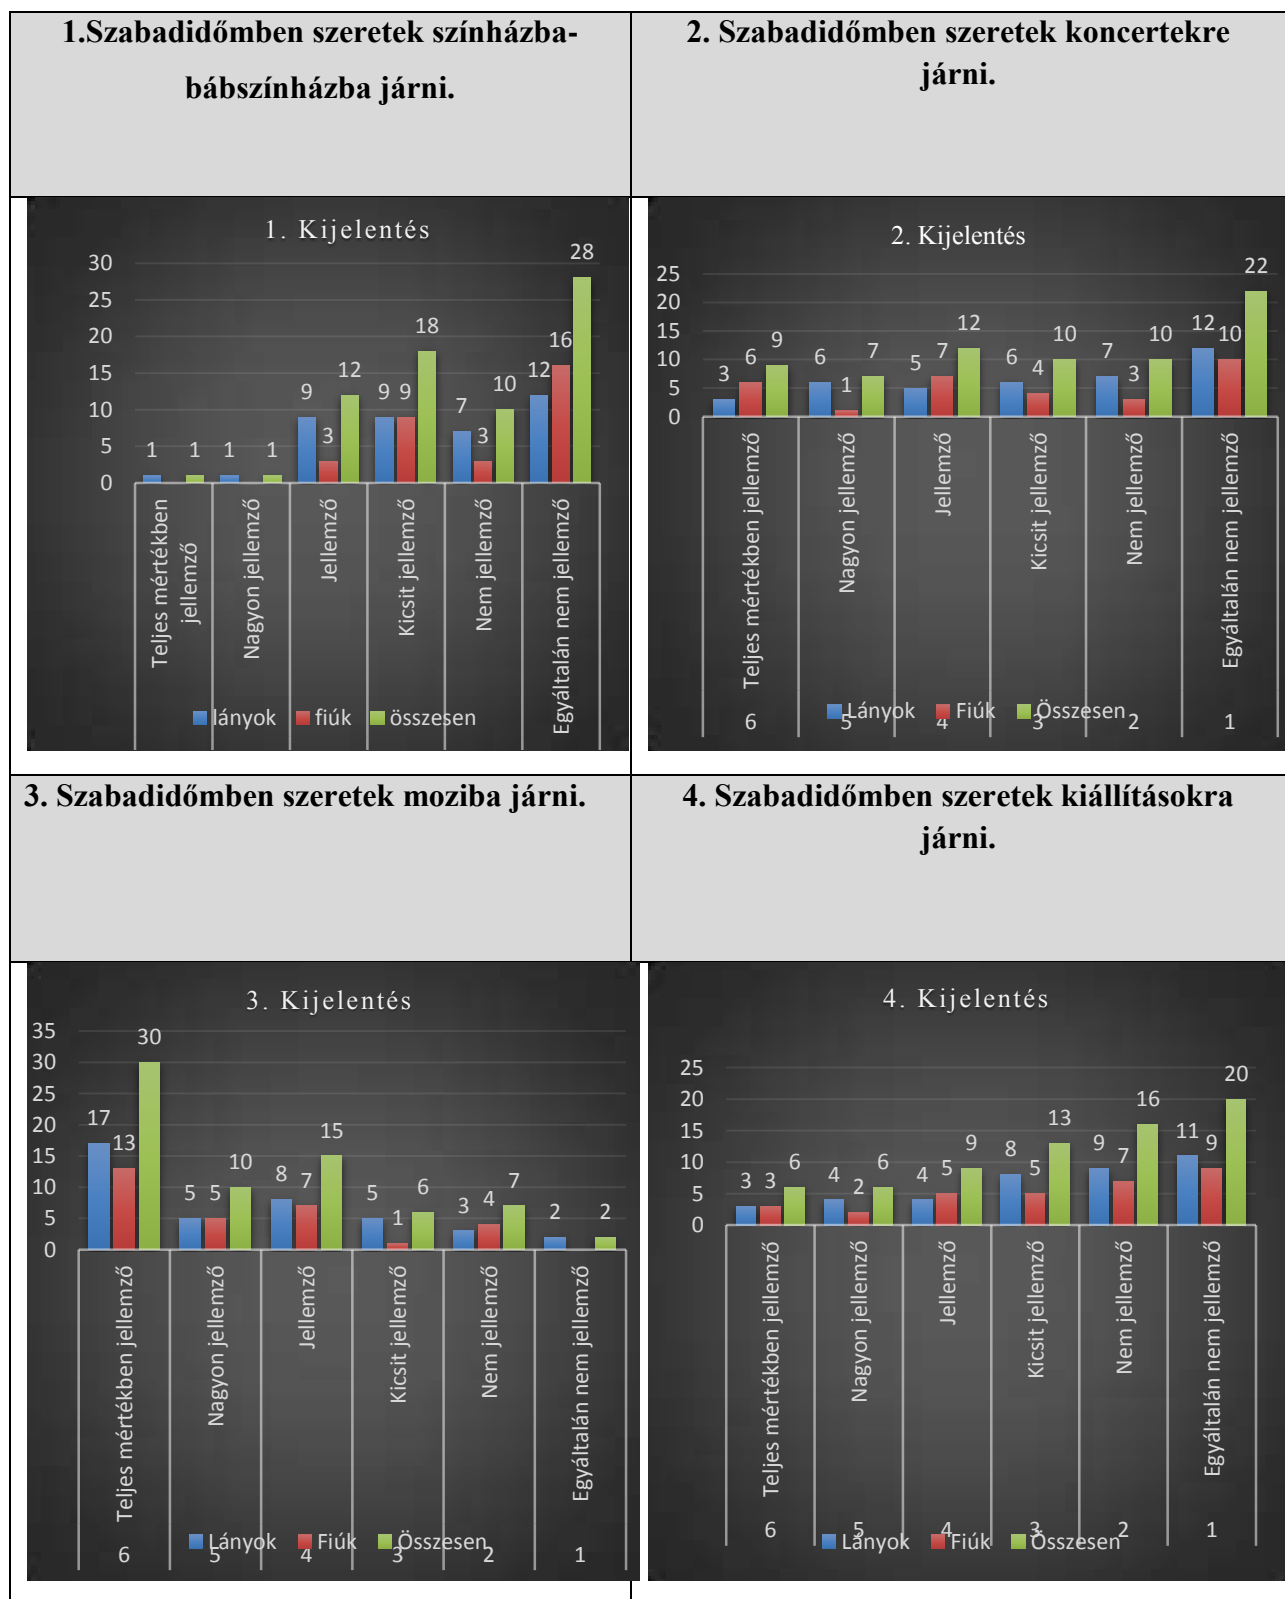 1.Szabadidőmben szeretek színházba-
bábszínházba járni.
2. Szabadidőmben szeretek koncertekre
járni.
1. Kijelentés
30
25
20
15
10
5
0
1 1 1 1 9 3 12 9 9 18 7 3 10 12 16 28
Teljes mértékben
jellemző
Nagyon jellemző
Jellemző
Kicsit jellemző
Nem jellemző
Egyáltalán nem jellemző
lányok fiúk összesen
2. Kijelentés
25
20
15
10
5
0
3 6 9 6 1 7 5 7 12 6 4 10 7 3 10 12 10 22
Teljes mértékben jellemző
Nagyon jellemző
Jellemző
Kicsit jellemző
Nem jellemző
Egyáltalán nem jellemző
6 5 4 3 2 1
Lányok Fiúk Összesen
3. Szabadidőmben szeretek moziba járni.
4. Szabadidőmben szeretek kiállításokra
járni.
3. Kijelentés
35
30
25
20
15
10
5
0
17 13 30 5 5 10 8 7 15 5 1 6 3 4 7 2 2
Teljes mértékben jellemző
Nagyon jellemző
Jellemző
Kicsit jellemző
Nem jellemző
Egyáltalán nem jellemző
6 5 4 3 2 1
Lányok Fiúk Összesen
4. Kijelentés
25
20
15
10
5
0
3 3 6 4 2 6 4 5 9 8 5 13 9 7 16 11 9 20
Teljes mértékben jellemző
Nagyon jellemző
Jellemző
Kicsit jellemző
Nem jellemző
Egyáltalán nem jellemző
6 5 4 3 2 1
Lányok Fiúk Összesen